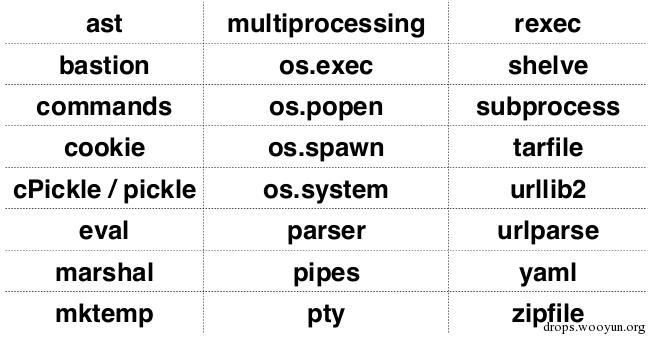 ast multiprocessing rexec
bastion os.exec shelve
commands os.popen subprocess
cookie os.spawn tarfile
cPickle / pickle os.system urllib2
eval parser urlparse
marshal pipes yaml
mktemp pty zipfile
drops.wooyun.org